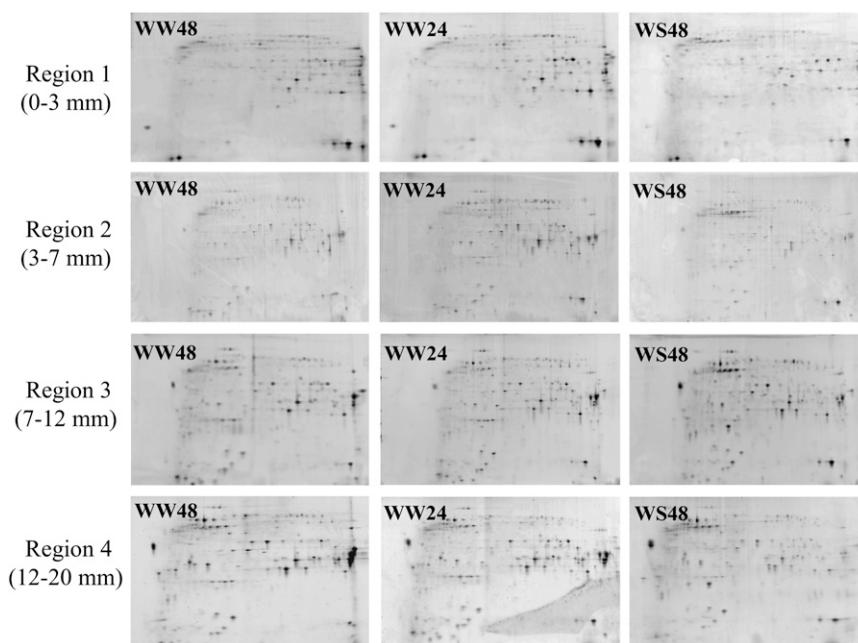 WW48
WW24
WS48
Region 1
(0-3 mm)
WW48
WW24
WS48
Region 2
(3-7 mm)
WW48
WW24
WS48
Region 3
(7-12 mm)
WW48
WW24
WS48
Region 4
(12-20 mm)